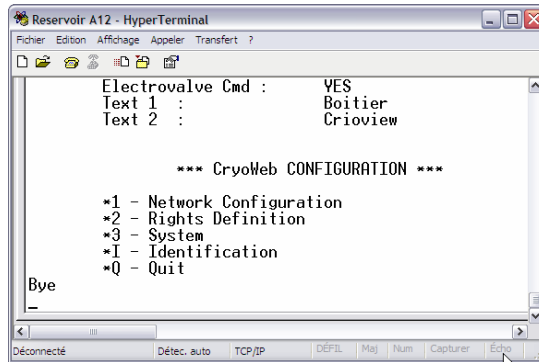 Reservoir A12 - HyperTerminal
Fichier Edition Affichage Appeler Transfert ?
Electrovalve Cmd : YES
Text 1 : Boitier
Text 2 : Crioview
*** CryoWeb CONFIGURATION ***
*1 - Network Configuration
*2 - Rights Definition
*3 - System
*I - Identification
*Q - Quit
Bye
_
Déconnecté Détec. auto TCP/IP DÉFIL Maj Num Capturer Écho